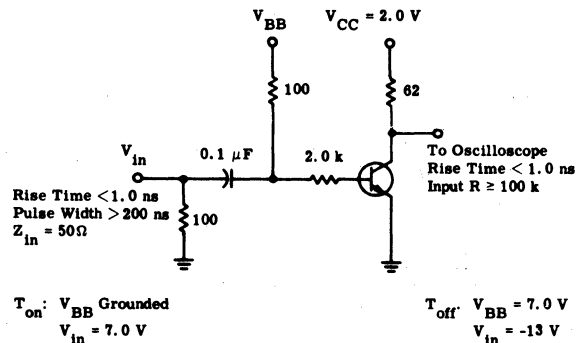 V_BB
V_CC = 2.0 V
100
62
V_in
0.1 µF
2.0 k
To Oscilloscope
Rise Time < 1.0 ns
Input R ≥ 100 k
Rise Time < 1.0 ns
Pulse Width > 200 ns
Z_in = 50Ω
100
T_on: V_BB Grounded
V_in = 7.0 V
T_off. V_BB = 7.0 V
V_in = -13 V